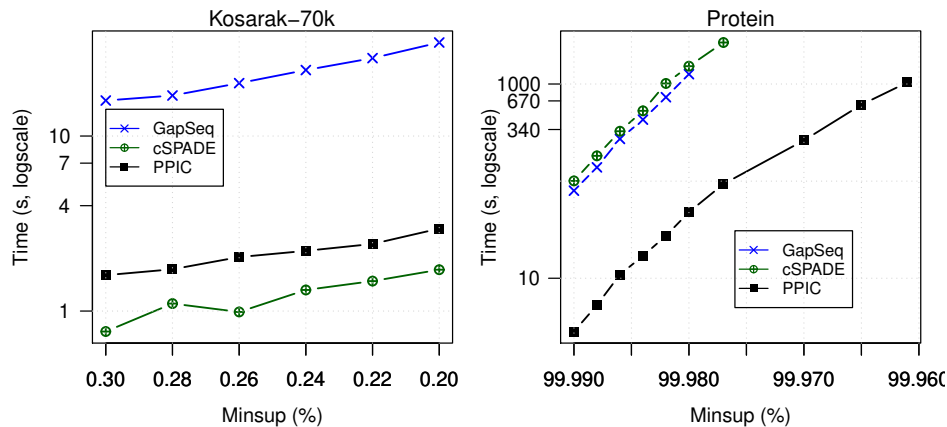 Kosarak−70k
Time (s, logscale)
10
7
4
1
GapSeq
cSPADE
PPIC
0.30
0.28
0.26
0.24
0.22
0.20
Minsup (%)
Protein
Time (s, logscale)
1000
670
340
10
GapSeq
cSPADE
PPIC
99.990
99.980
99.970
99.960
Minsup (%)